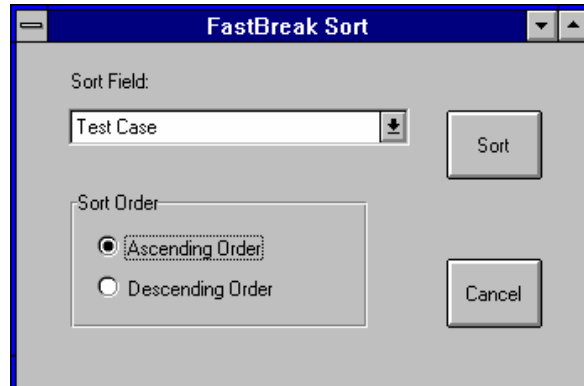 FastBreak Sort
Sort Field:
Test Case
Sort
Sort Order
Ascending Order
Descending Order
Cancel